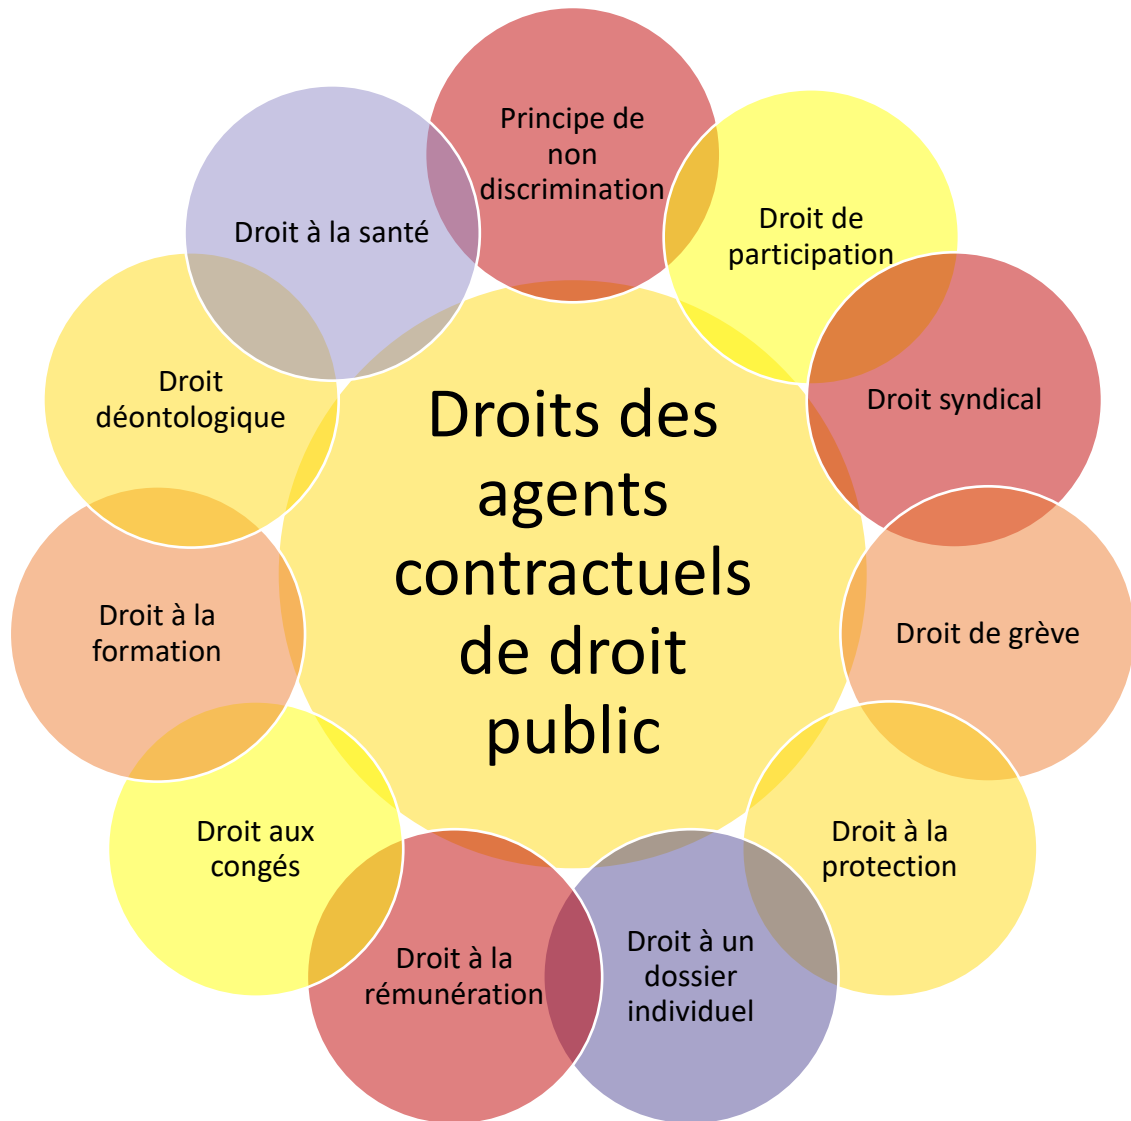 Principe de
non
discrimination
Droit de
participation
Droit syndical
Droit de grève
Droit à la
protection
Droit à un
dossier
individuel
Droit à la
rémunération
Droit aux
congés
Droit à la
formation
Droit
déontologique
Droit à la santé
Droits des
agents
contractuels
de droit
public